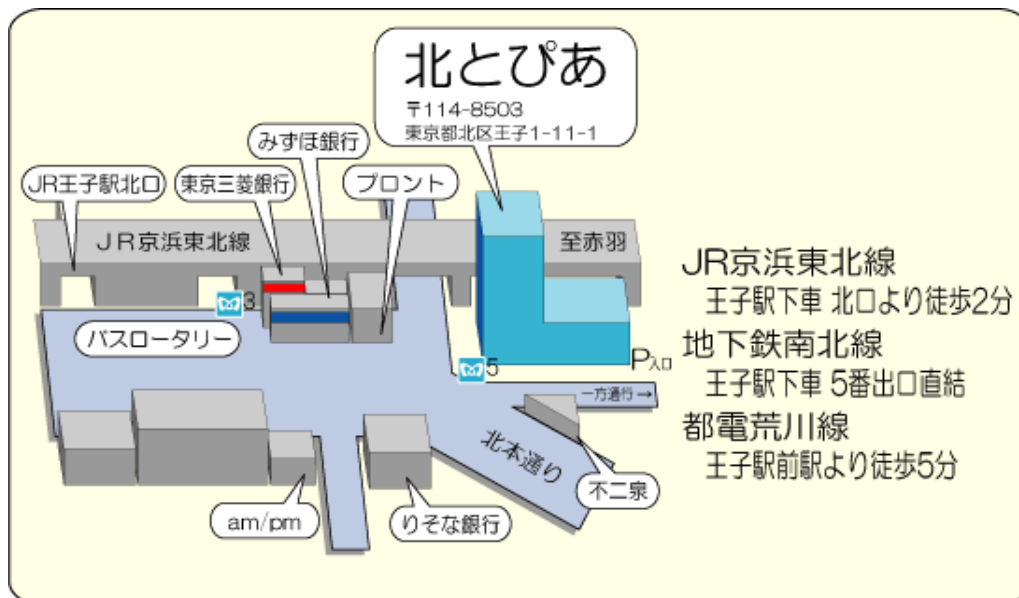 北とぴあ
〒114-8503
東京都北区王子1-11-1
みずほ銀行
JR王子駅北口
東京三菱銀行
プロント
JR京浜東北線
至赤羽
3
バスロータリー
5
P入口
一方通行→
北本通り
不二泉
am/pm
りそな銀行
JR京浜東北線
王子駅下車 北口より徒歩2分
地下鉄南北線
王子駅下車 5番出口直結
都電荒川線
王子駅前駅より徒歩5分